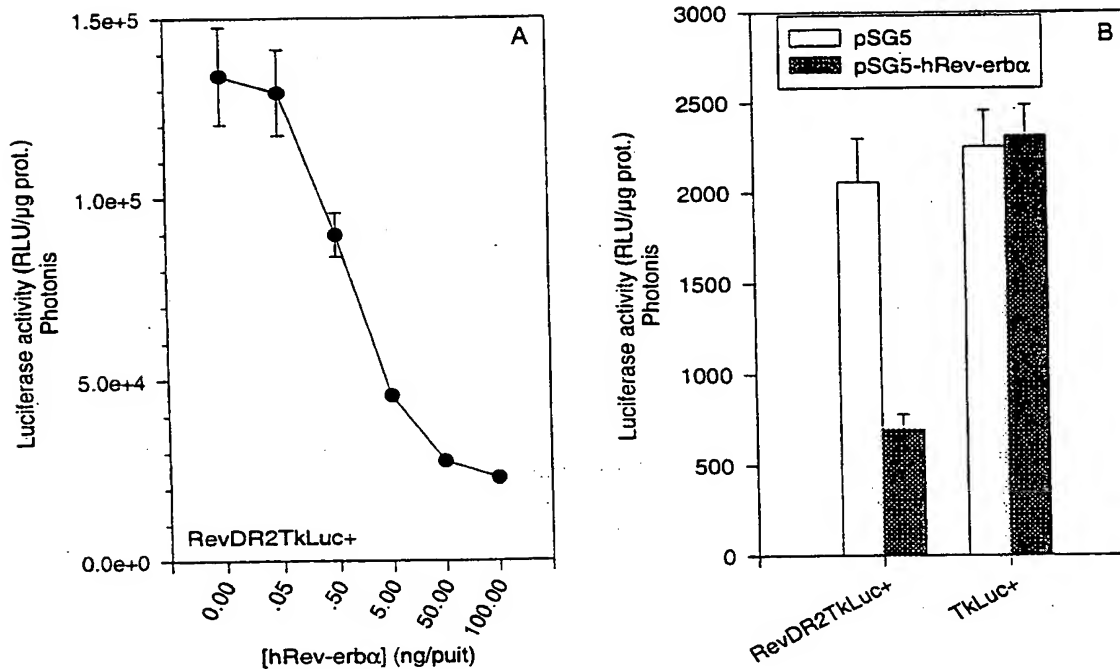 A
1.5e+5
1.0e+5
5.0e+4
0.0e+0
Luciferase activity (RLU/µg prot.)
Photonis
RevDR2TkLuc+
0.00
.05
.50
5.00
50.00
100.00
[hRev-erbα] (ng/puit)
B
pSG5
pSG5-hRev-erbα
3000
2500
2000
1500
1000
500
0
Luciferase activity (RLU/µg prot.)
Photonis
RevDR2TkLuc+
TkLuc+